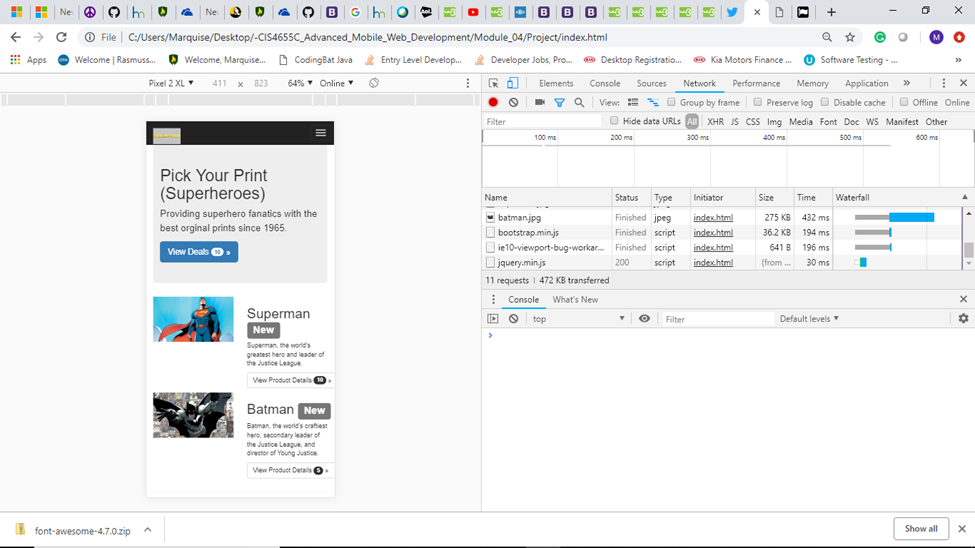 Nev
Nev
Nev
AOL
File | C:/Users/Marquise/Desktop/-CIS4655C_Advanced_Mobile_Web_Development/Module_04/Project/index.html
M
Apps
Welcome | Rasmuss...
Welcome, Marquise...
CodingBat Java
Entry Level Develop...
Developer Jobs, Pro...
Desktop Registratio...
Kia Motors Finance ...
Software Testing - ...
Pixel 2 XL ▼ 411 × 823 64% ▼ Online ▼
Elements Console Sources Network Performance Memory Application »
View: Group by frame Preserve log Disable cache Offline Online
Filter Hide data URLs All XHR JS CSS Img Media Font Doc WS Manifest Other
100 ms 200 ms 300 ms 400 ms 500 ms 600 ms
Name Status Type Initiator Size Time Waterfall
batman.jpg Finished jpeg index.html 275 KB 432 ms
bootstrap.min.js Finished script index.html 36.2 KB 194 ms
ie10-viewport-bug-workar... Finished script index.html 641 B 196 ms
jquery.min.js 200 script index.html (from ... 30 ms
11 requests | 472 KB transferred
Console What's New
top ▼ Filter Default levels ▼
Pick Your Print
(Superheroes)
Providing superhero fanatics with the
best orginal prints since 1965.
View Deals 10 »
Superman
New
Superman, the world's
greatest hero and leader of
the Justice League.
View Product Details 10 »
Batman New
Batman, the world's craftiest
hero, secondary leader of
the Justice League, and
director of Young Justice.
View Product Details 5 »
font-awesome-4.7.0.zip
Show all